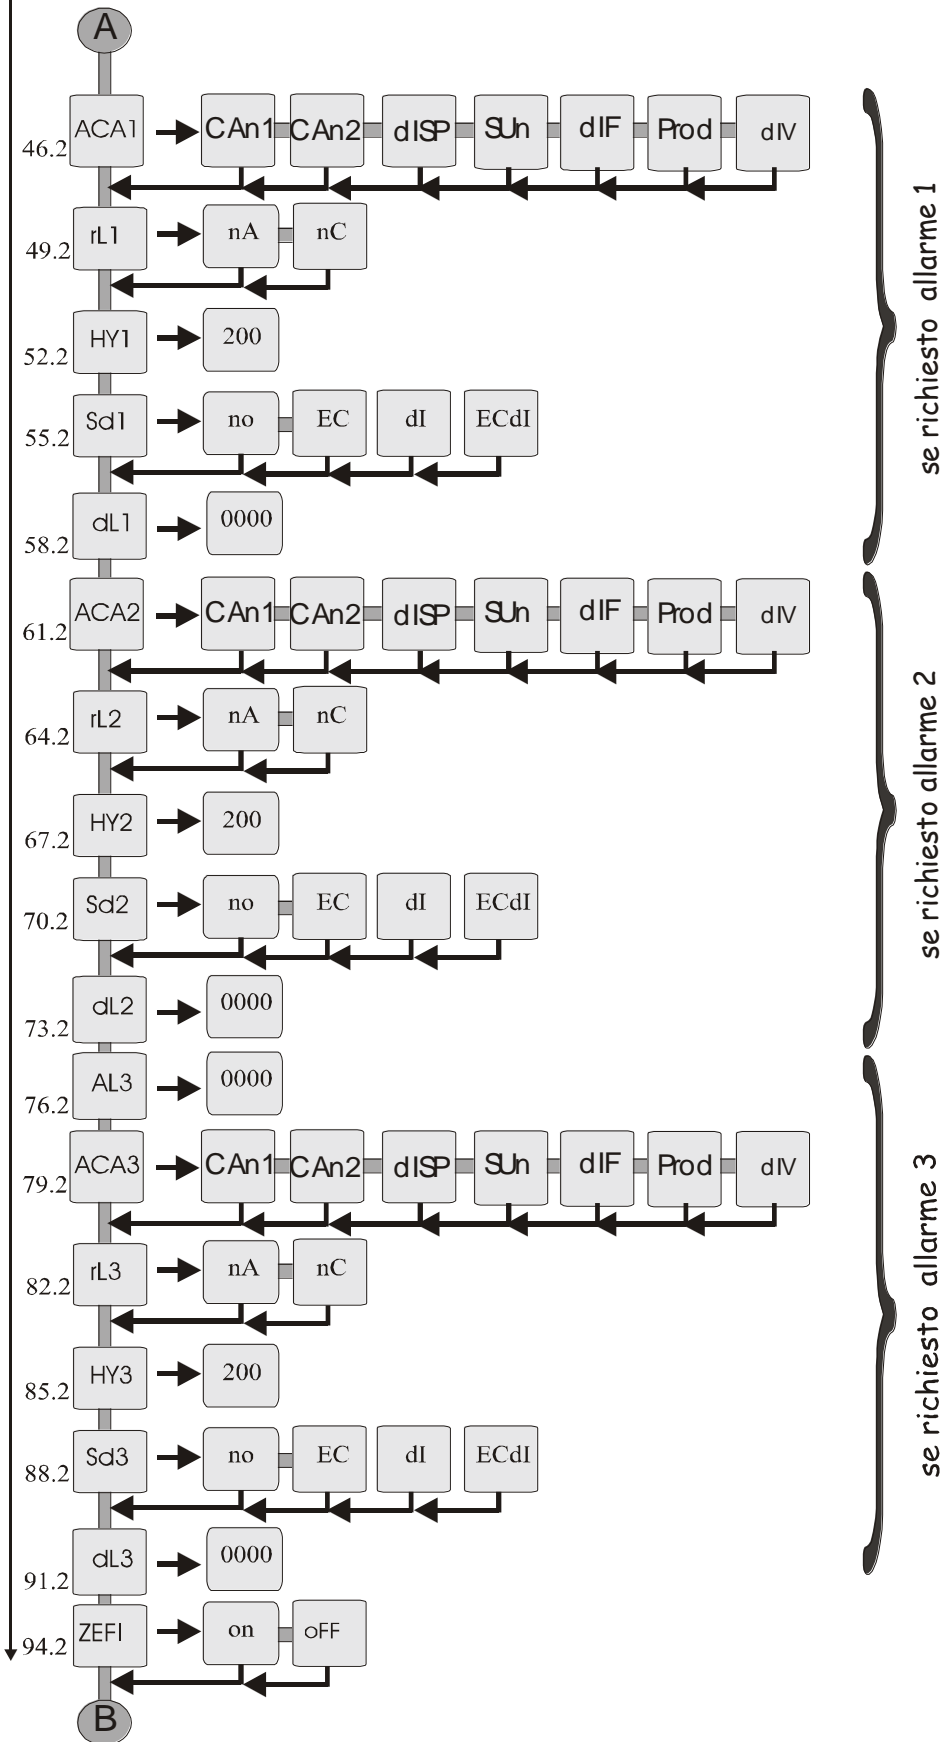 A
46.2 ACA1 CAn1 CAn2 dISP SUn dIF Prod dIV
49.2 rL1 nA nC
52.2 HY1 200
55.2 Sd1 no EC dI ECdI
58.2 dL1 0000
se richiesto allarme 1
61.2 ACA2 CAn1 CAn2 dISP SUn dIF Prod dIV
64.2 rL2 nA nC
67.2 HY2 200
70.2 Sd2 no EC dI ECdI
73.2 dL2 0000
se richiesto allarme 2
76.2 AL3 0000
79.2 ACA3 CAn1 CAn2 dISP SUn dIF Prod dIV
82.2 rL3 nA nC
85.2 HY3 200
88.2 Sd3 no EC dI ECdI
91.2 dL3 0000
se richiesto allarme 3
94.2 ZEFI on oFF
B